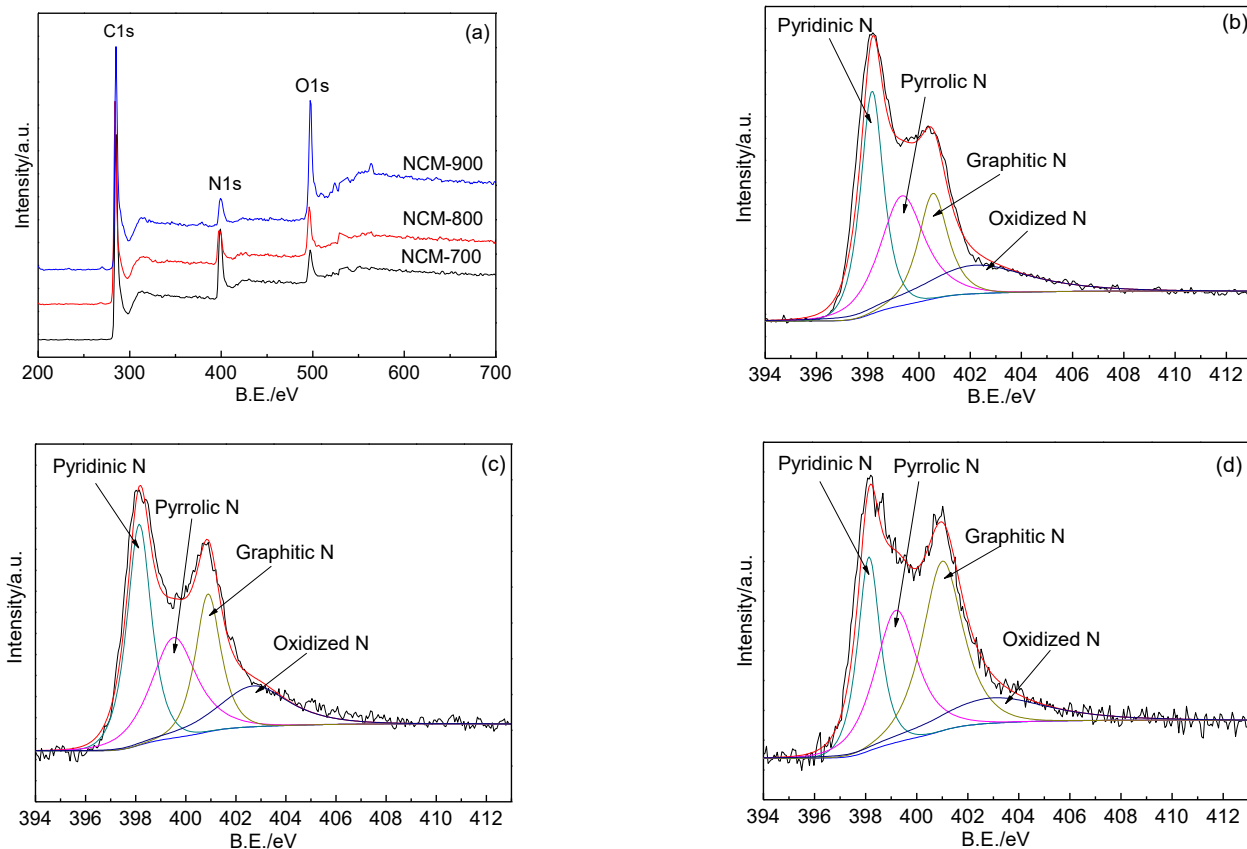 (a)
C1s
O1s
N1s
NCM-900
NCM-800
NCM-700
Intensity/a.u.
200 300 400 500 600 700
B.E./eV
(b)
Pyridinic N
Pyrrolic N
Graphitic N
Oxidized N
Intensity/a.u.
394 396 398 400 402 404 406 408 410 412
B.E./eV
(c)
Pyridinic N
Pyrrolic N
Graphitic N
Oxidized N
Intensity/a.u.
394 396 398 400 402 404 406 408 410 412
B.E./eV
(d)
Pyridinic N
Pyrrolic N
Graphitic N
Oxidized N
Intensity/a.u.
394 396 398 400 402 404 406 408 410 412
B.E./eV